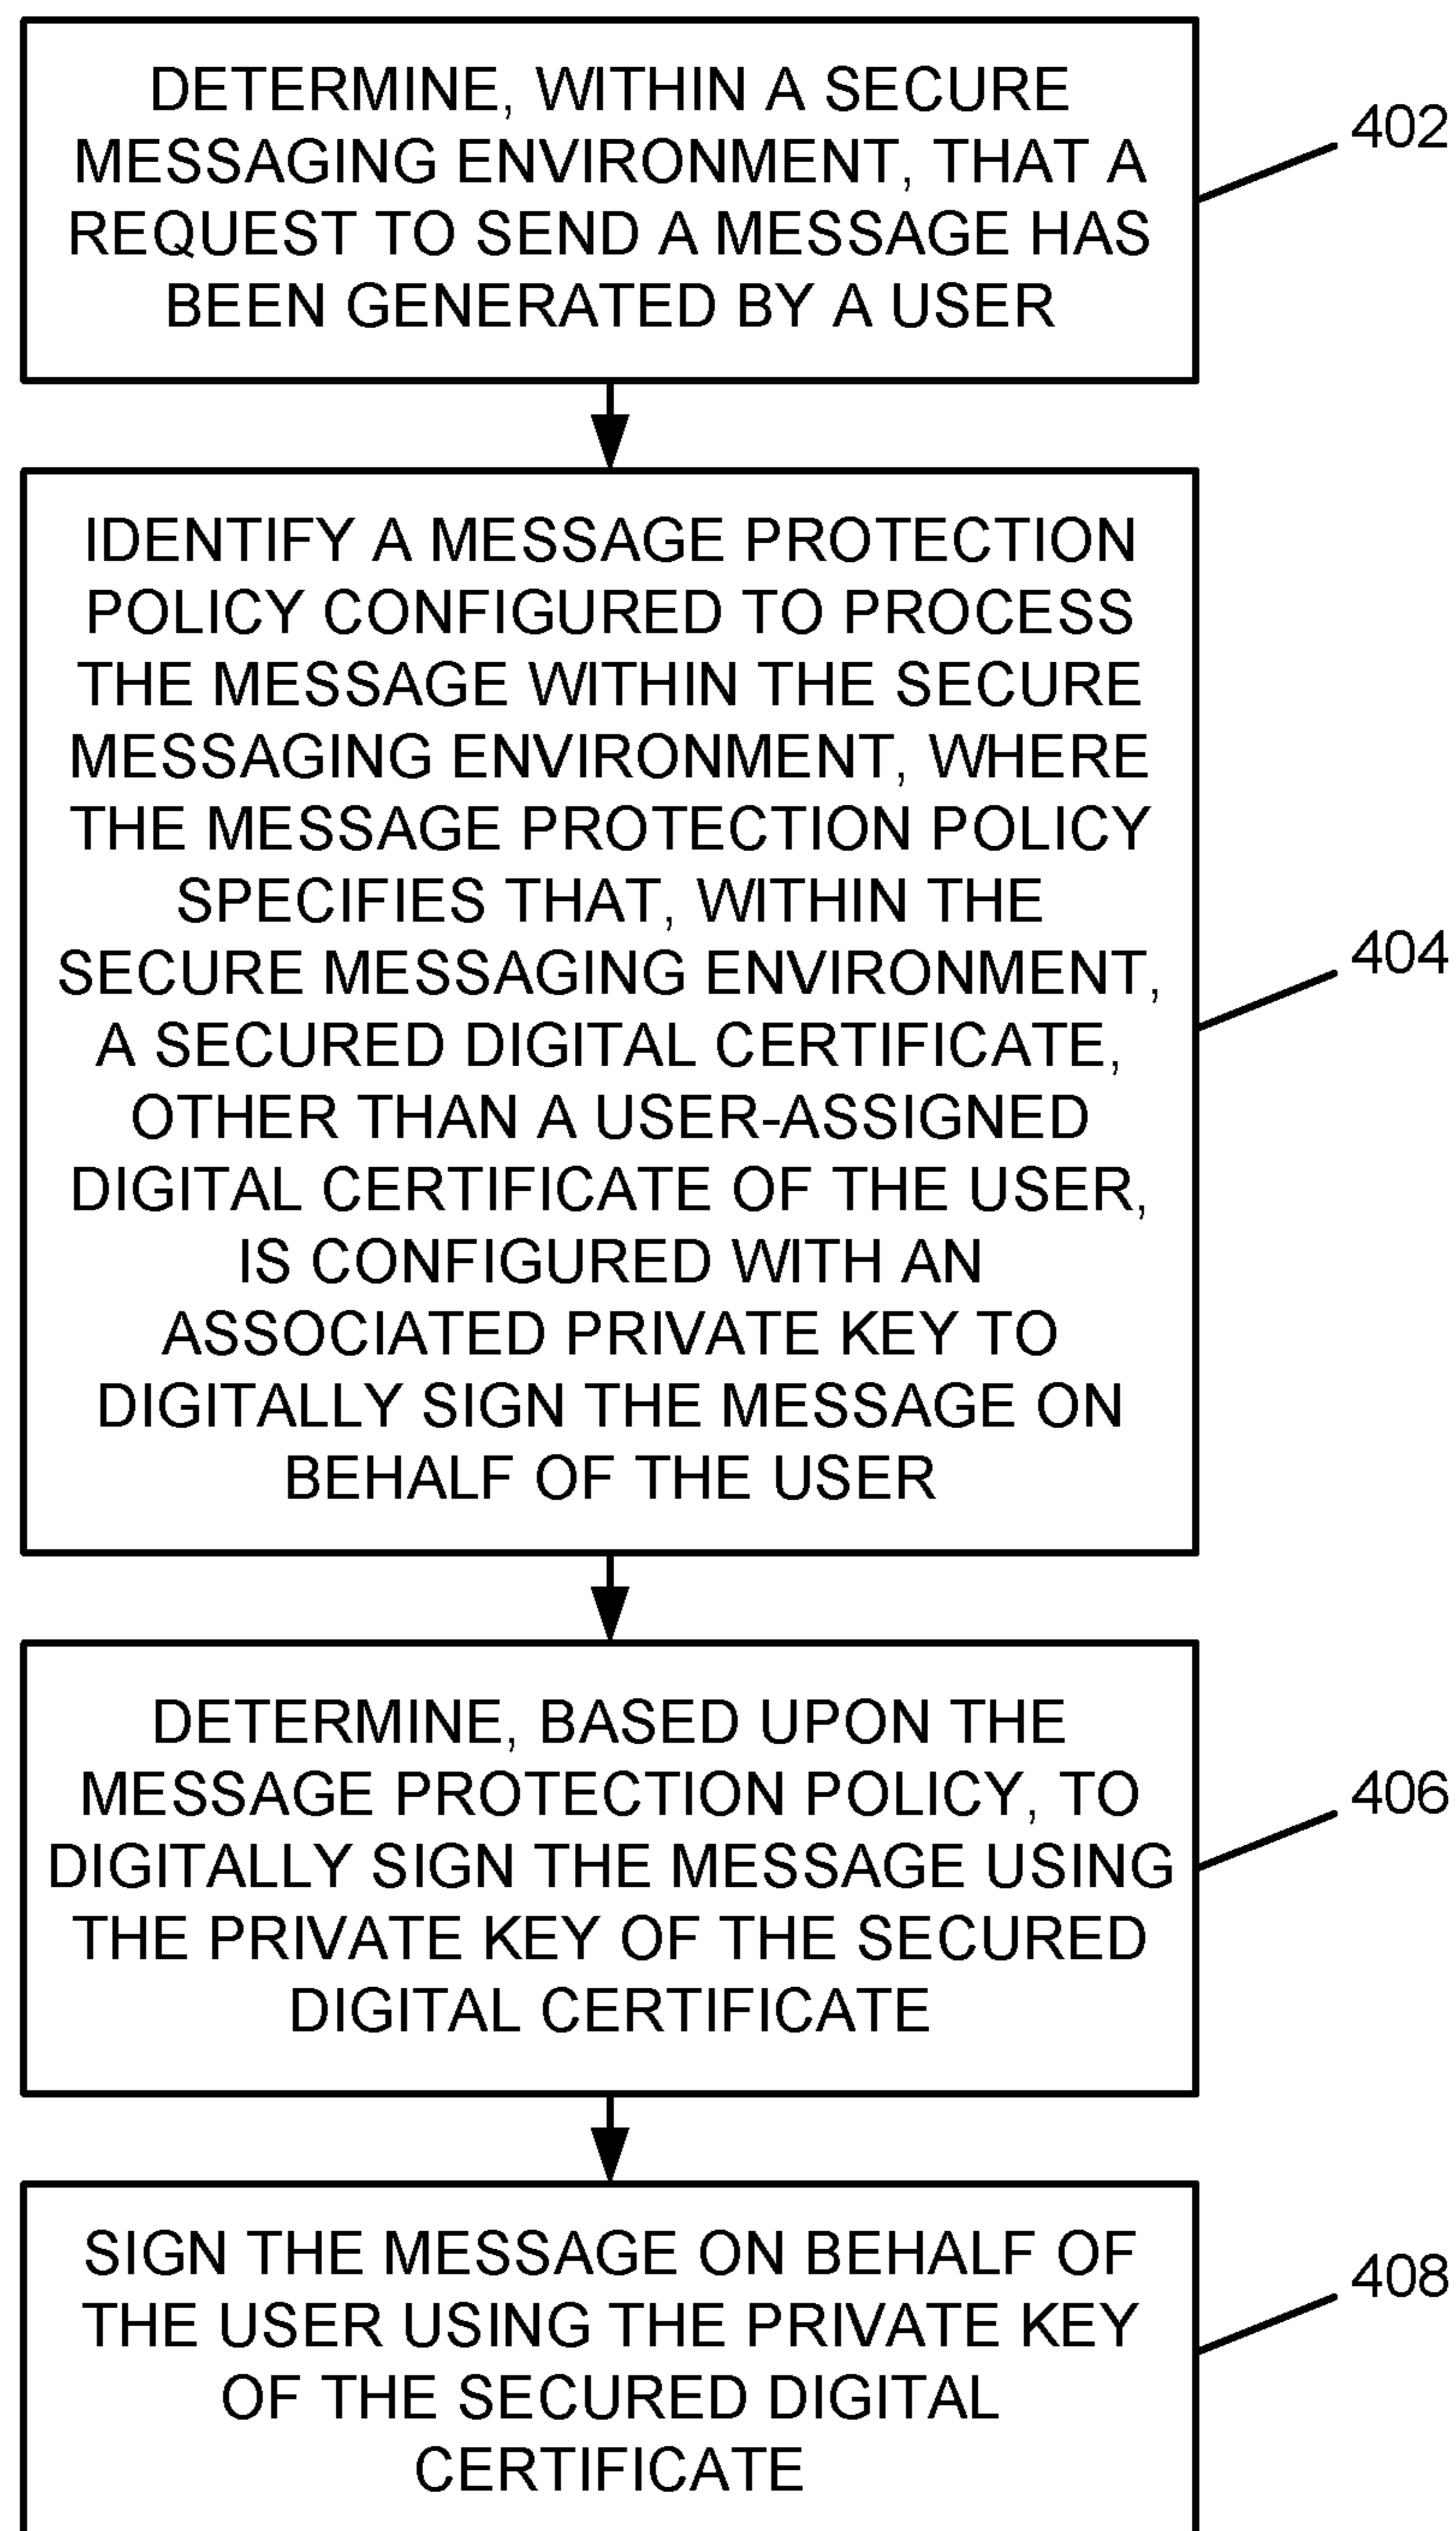 DETERMINE, WITHIN A SECURE
MESSAGING ENVIRONMENT, THAT A
REQUEST TO SEND A MESSAGE HAS
BEEN GENERATED BY A USER
402
IDENTIFY A MESSAGE PROTECTION
POLICY CONFIGURED TO PROCESS
THE MESSAGE WITHIN THE SECURE
MESSAGING ENVIRONMENT, WHERE
THE MESSAGE PROTECTION POLICY
SPECIFIES THAT, WITHIN THE
SECURE MESSAGING ENVIRONMENT,
A SECURED DIGITAL CERTIFICATE,
OTHER THAN A USER-ASSIGNED
DIGITAL CERTIFICATE OF THE USER,
IS CONFIGURED WITH AN
ASSOCIATED PRIVATE KEY TO
DIGITALLY SIGN THE MESSAGE ON
BEHALF OF THE USER
404
DETERMINE, BASED UPON THE
MESSAGE PROTECTION POLICY, TO
DIGITALLY SIGN THE MESSAGE USING
THE PRIVATE KEY OF THE SECURED
DIGITAL CERTIFICATE
406
SIGN THE MESSAGE ON BEHALF OF
THE USER USING THE PRIVATE KEY
OF THE SECURED DIGITAL
CERTIFICATE
408